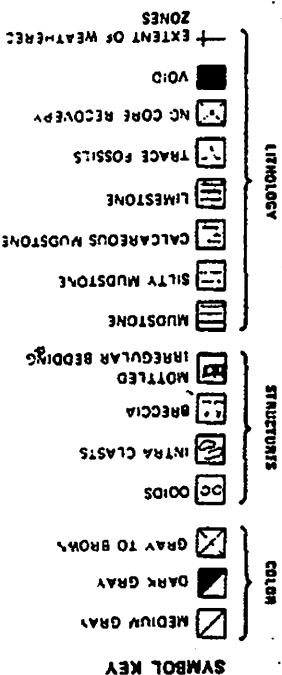 SYMBOL KEY
COLOR
MEDIUM GRAY
DARK GRAY
GRAY TO BROWN
STRUCTURES
OOIDS
INTRA CLASTS
BRECCIA
MOTTLED
IRREGULAR BEDDING
LITHOLOGY
MUDSTONE
SILTY MUDSTONE
CALCAREOUS MUDSTONE
LIMESTONE
TRACE FOSSILS
NO CORE RECOVERY
VOID
EXTENT OF WEATHERED
ZONES